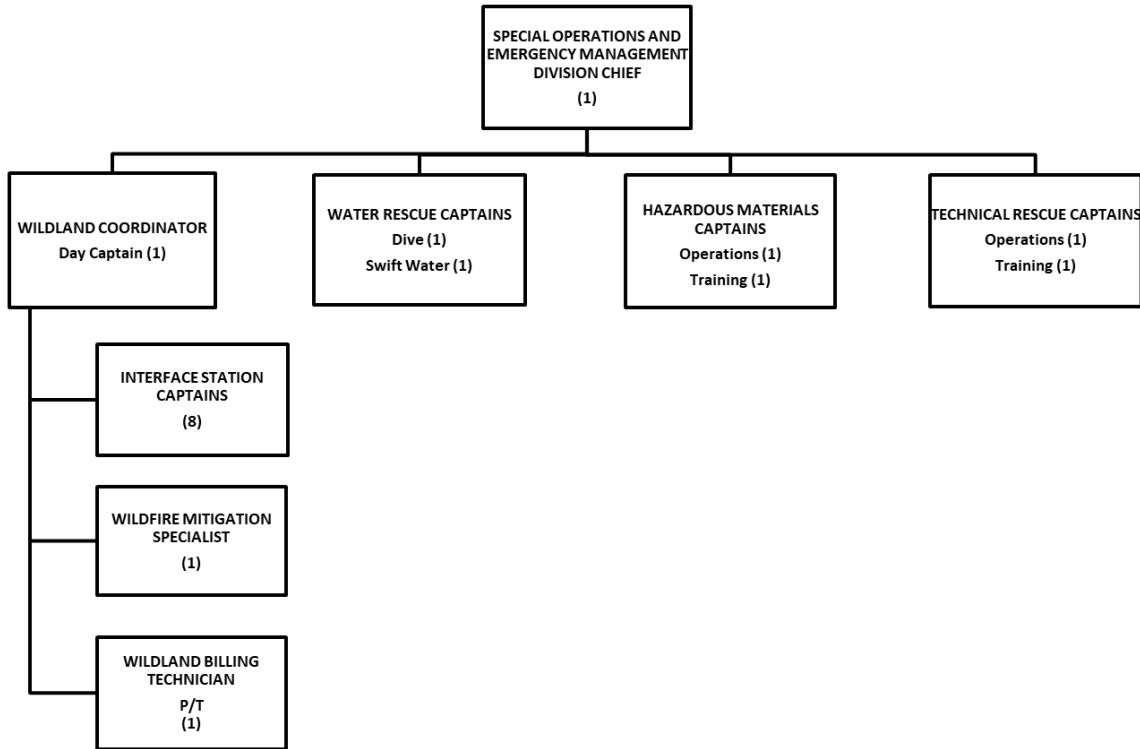 SPECIAL OPERATIONS AND
EMERGENCY MANAGEMENT
DIVISION CHIEF
(1)
WILDLAND COORDINATOR
Day Captain (1)
WATER RESCUE CAPTAINS
Dive (1)
Swift Water (1)
HAZARDOUS MATERIALS
CAPTAINS
Operations (1)
Training (1)
TECHNICAL RESCUE CAPTAINS
Operations (1)
Training (1)
INTERFACE STATION
CAPTAINS
(8)
WILDFIRE MITIGATION
SPECIALIST
(1)
WILDLAND BILLING
TECHNICIAN
P/T
(1)